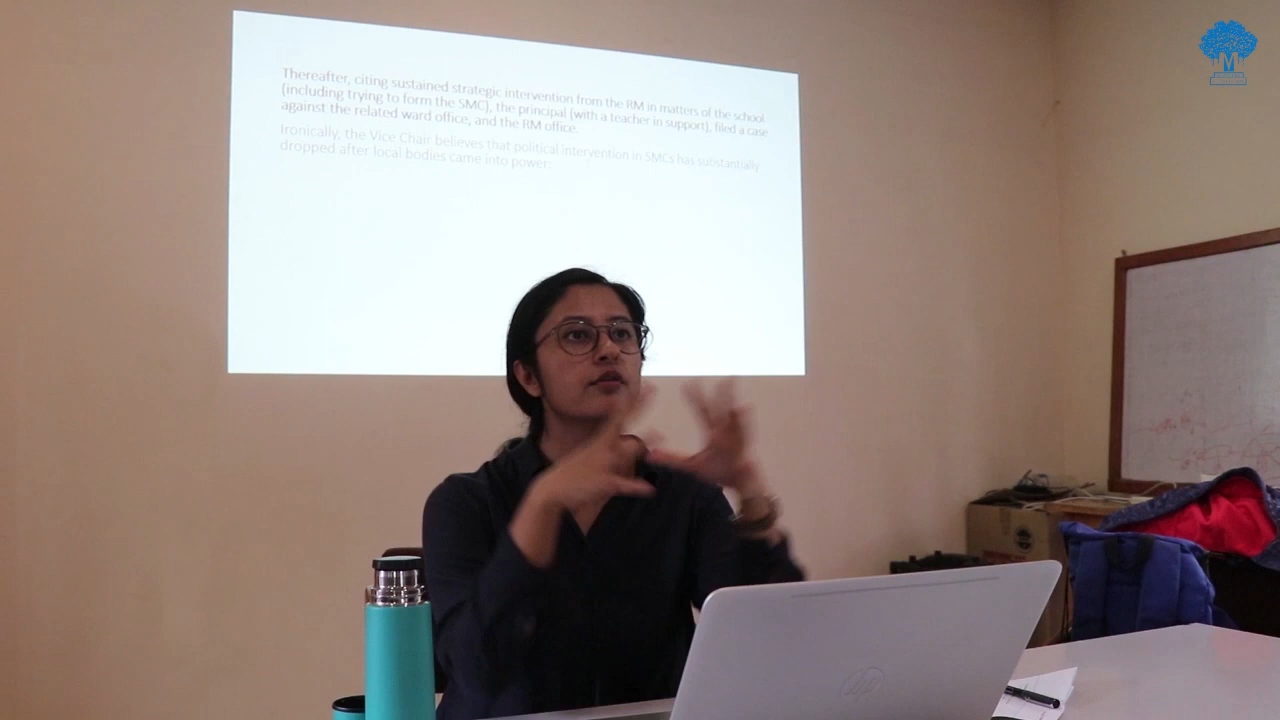 Thereafter, citing sustained strategic intervention from the RM in matters of the school
(including trying to form the SMC), the principal (with a teacher in support), filed a case
against the related ward office, and the RM office.
Ironically, the Vice Chair believes that political intervention in SMCs has substantially
dropped after local bodies came into power:
M
hp